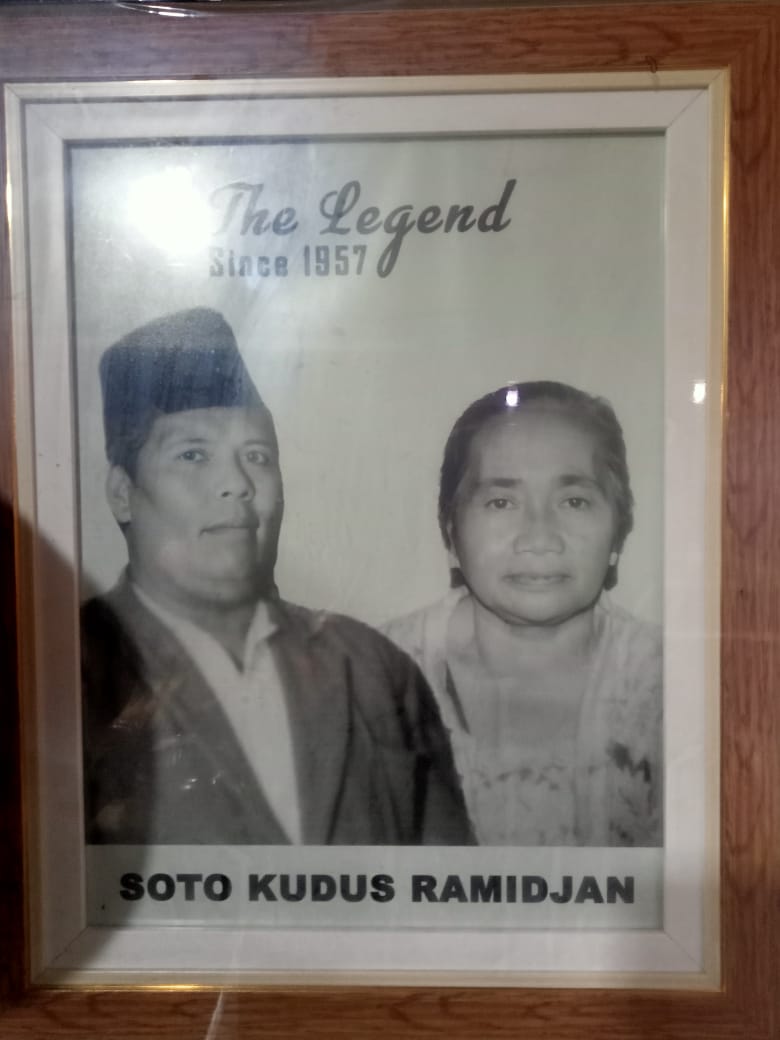 The Legend
Since 1957
SOTO KUDUS RAMIDJAN